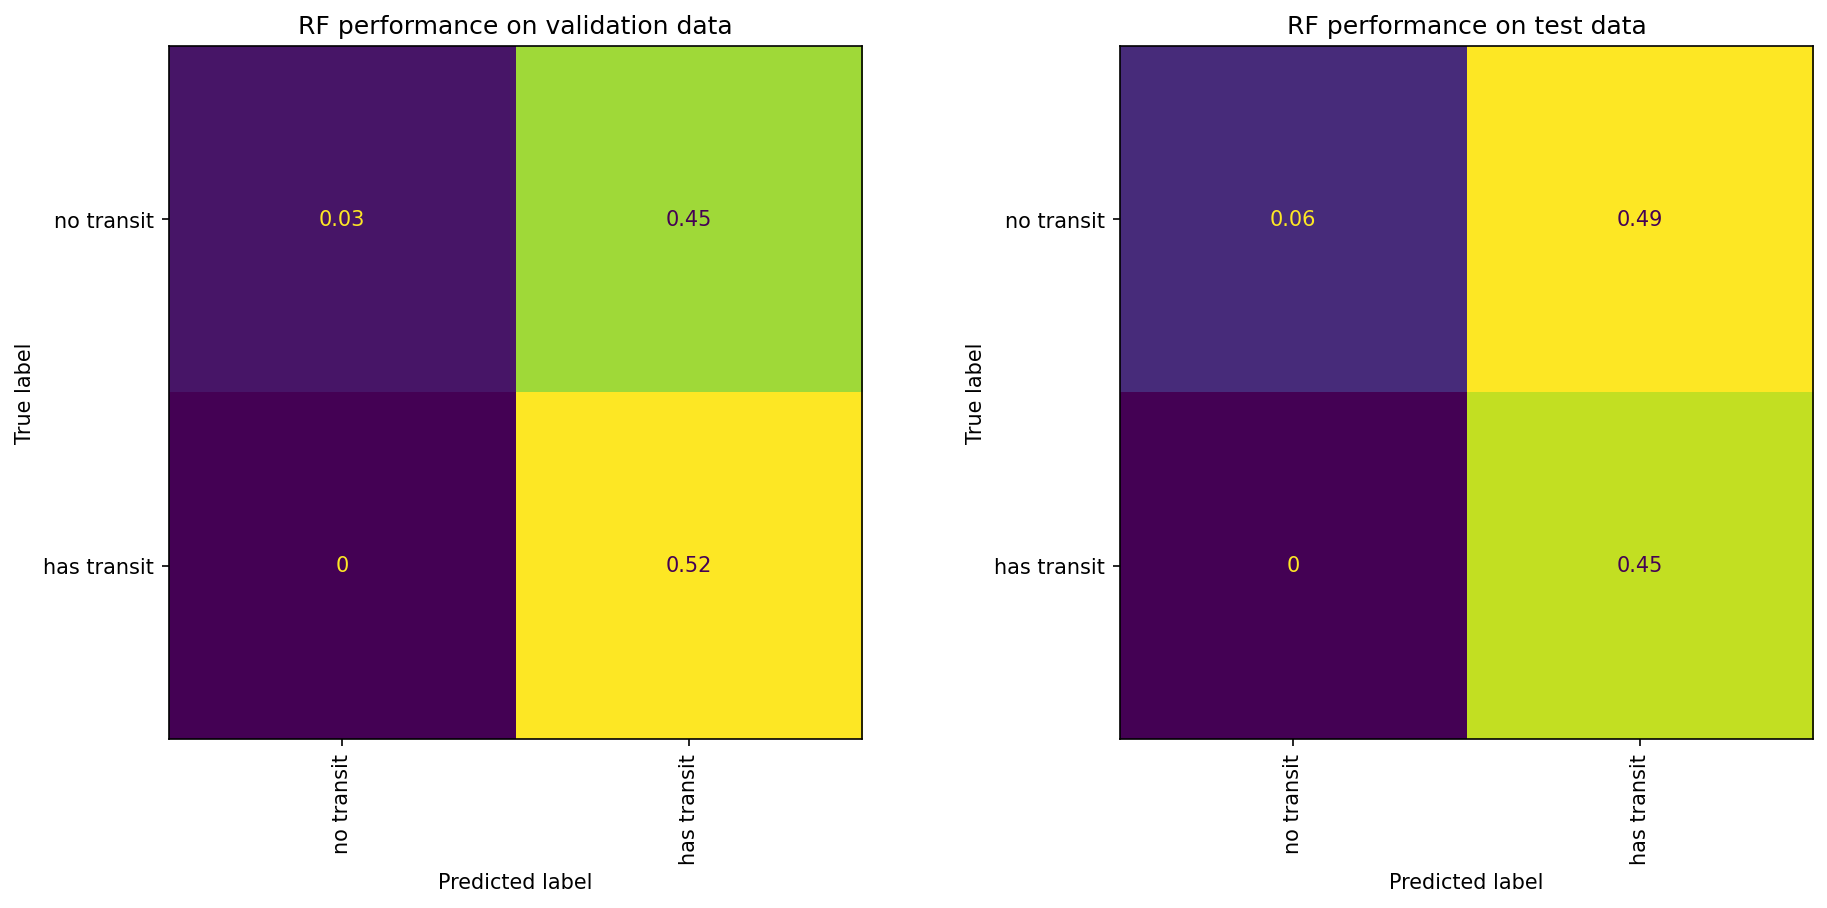 RF performance on validation data
True label
no transit
0.03
0.45
has transit
0
0.52
no transit
has transit
Predicted label
RF performance on test data
True label
no transit
0.06
0.49
has transit
0
0.45
no transit
has transit
Predicted label